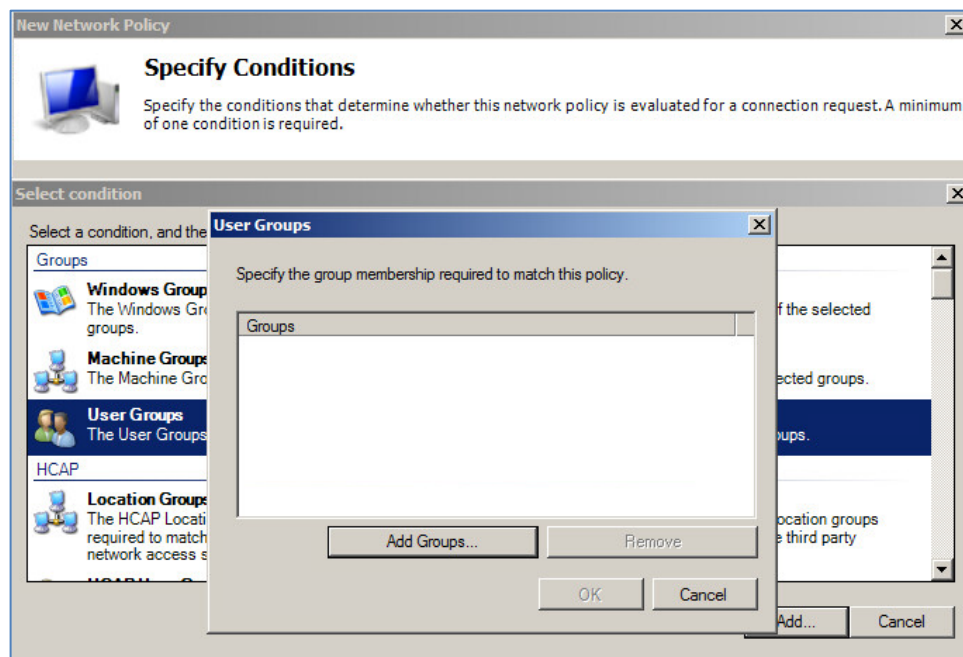 New Network Policy
Specify Conditions
Specify the conditions that determine whether this network policy is evaluated for a connection request. A minimum
of one condition is required.
Select condition
Select a condition, and the
Groups
Windows Group
The Windows Gro
f the selected
groups.
Machine Groups
The Machine Gro
ected groups.
User Groups
The User Groups
oups.
HCAP
Location Groups
The HCAP Locati
ocation groups
required to match
e third party
network access s
User Groups
Specify the group membership required to match this policy.
Groups
Add Groups...
Remove
OK
Cancel
Add...
Cancel